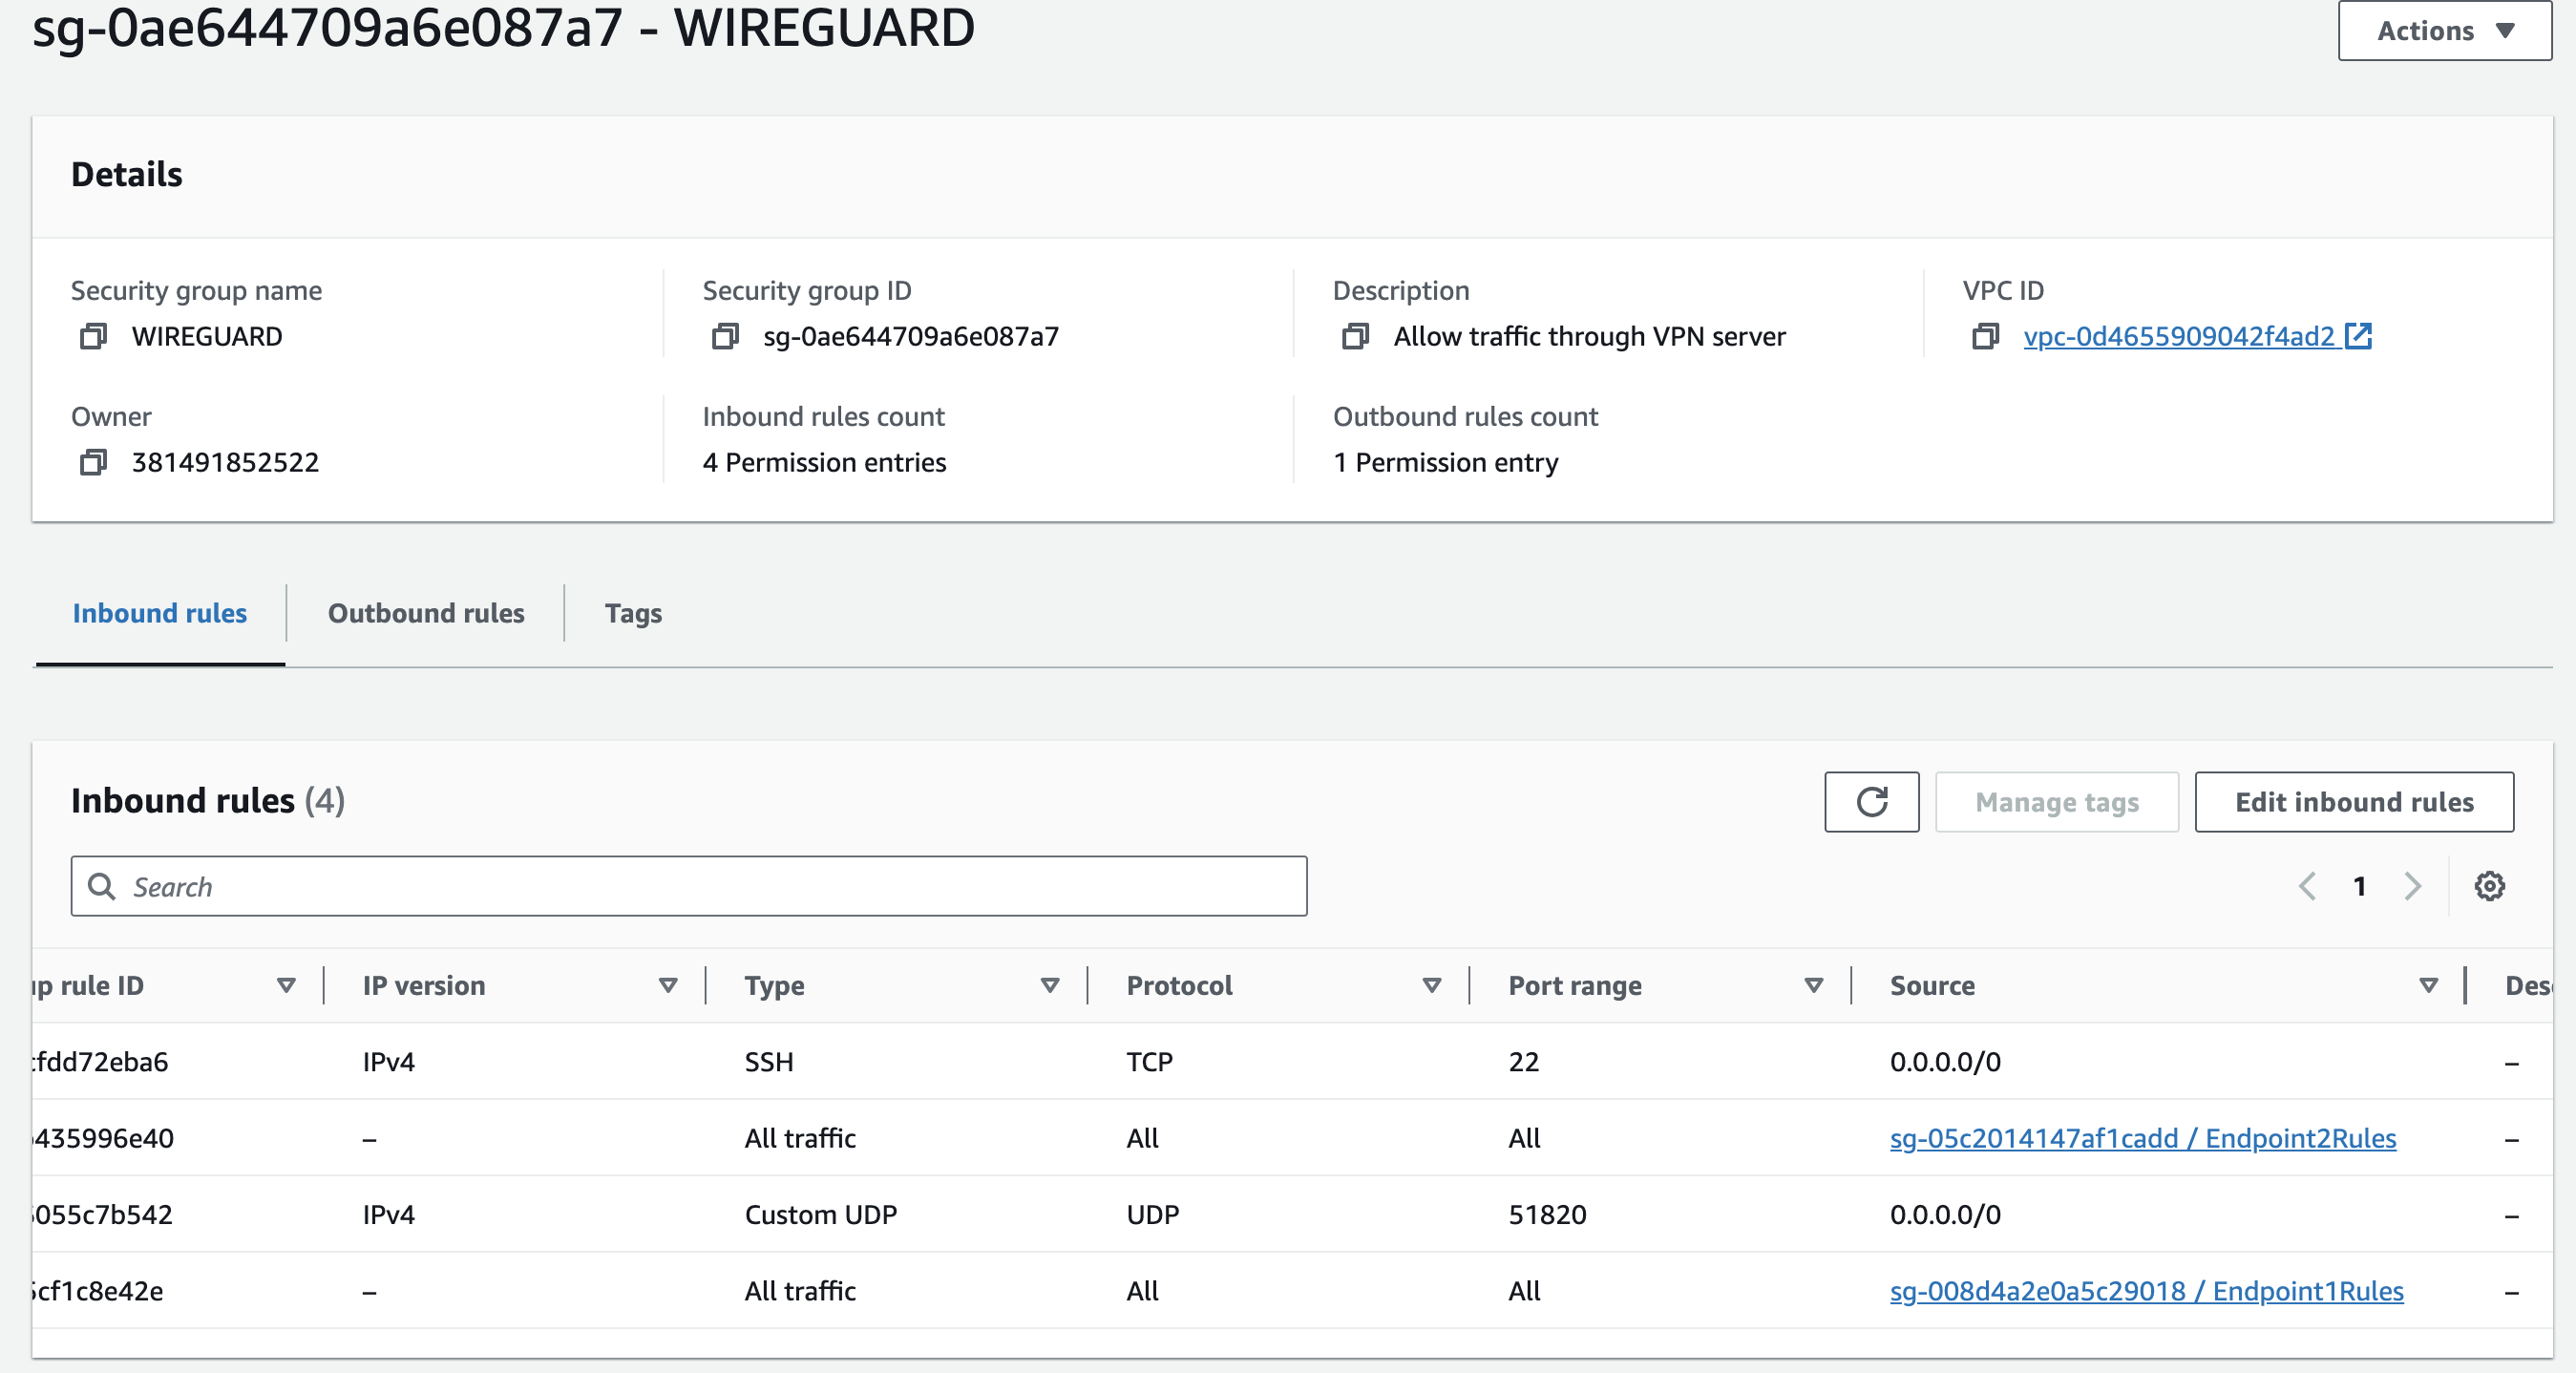 sg-0ae644709a6e087a7 - WIREGUARD
Actions
Details
Security group name
WIREGUARD
Security group ID
sg-0ae644709a6e087a7
Description
Allow traffic through VPN server
VPC ID
vpc-0d4655909042f4ad2
Owner
381491852522
Inbound rules count
4 Permission entries
Outbound rules count
1 Permission entry
Inbound rules Outbound rules Tags
Inbound rules (4)
Manage tags
Edit inbound rules
Search
1
rule ID IP version Type Protocol Port range Source
fdd72eba6 IPv4 SSH TCP 22 0.0.0.0/0 –
435996e40 – All traffic All All sg-05c2014147af1cadd / Endpoint2Rules –
055c7b542 IPv4 Custom UDP UDP 51820 0.0.0.0/0 –
cf1c8e42e – All traffic All All sg-008d4a2e0a5c29018 / Endpoint1Rules –